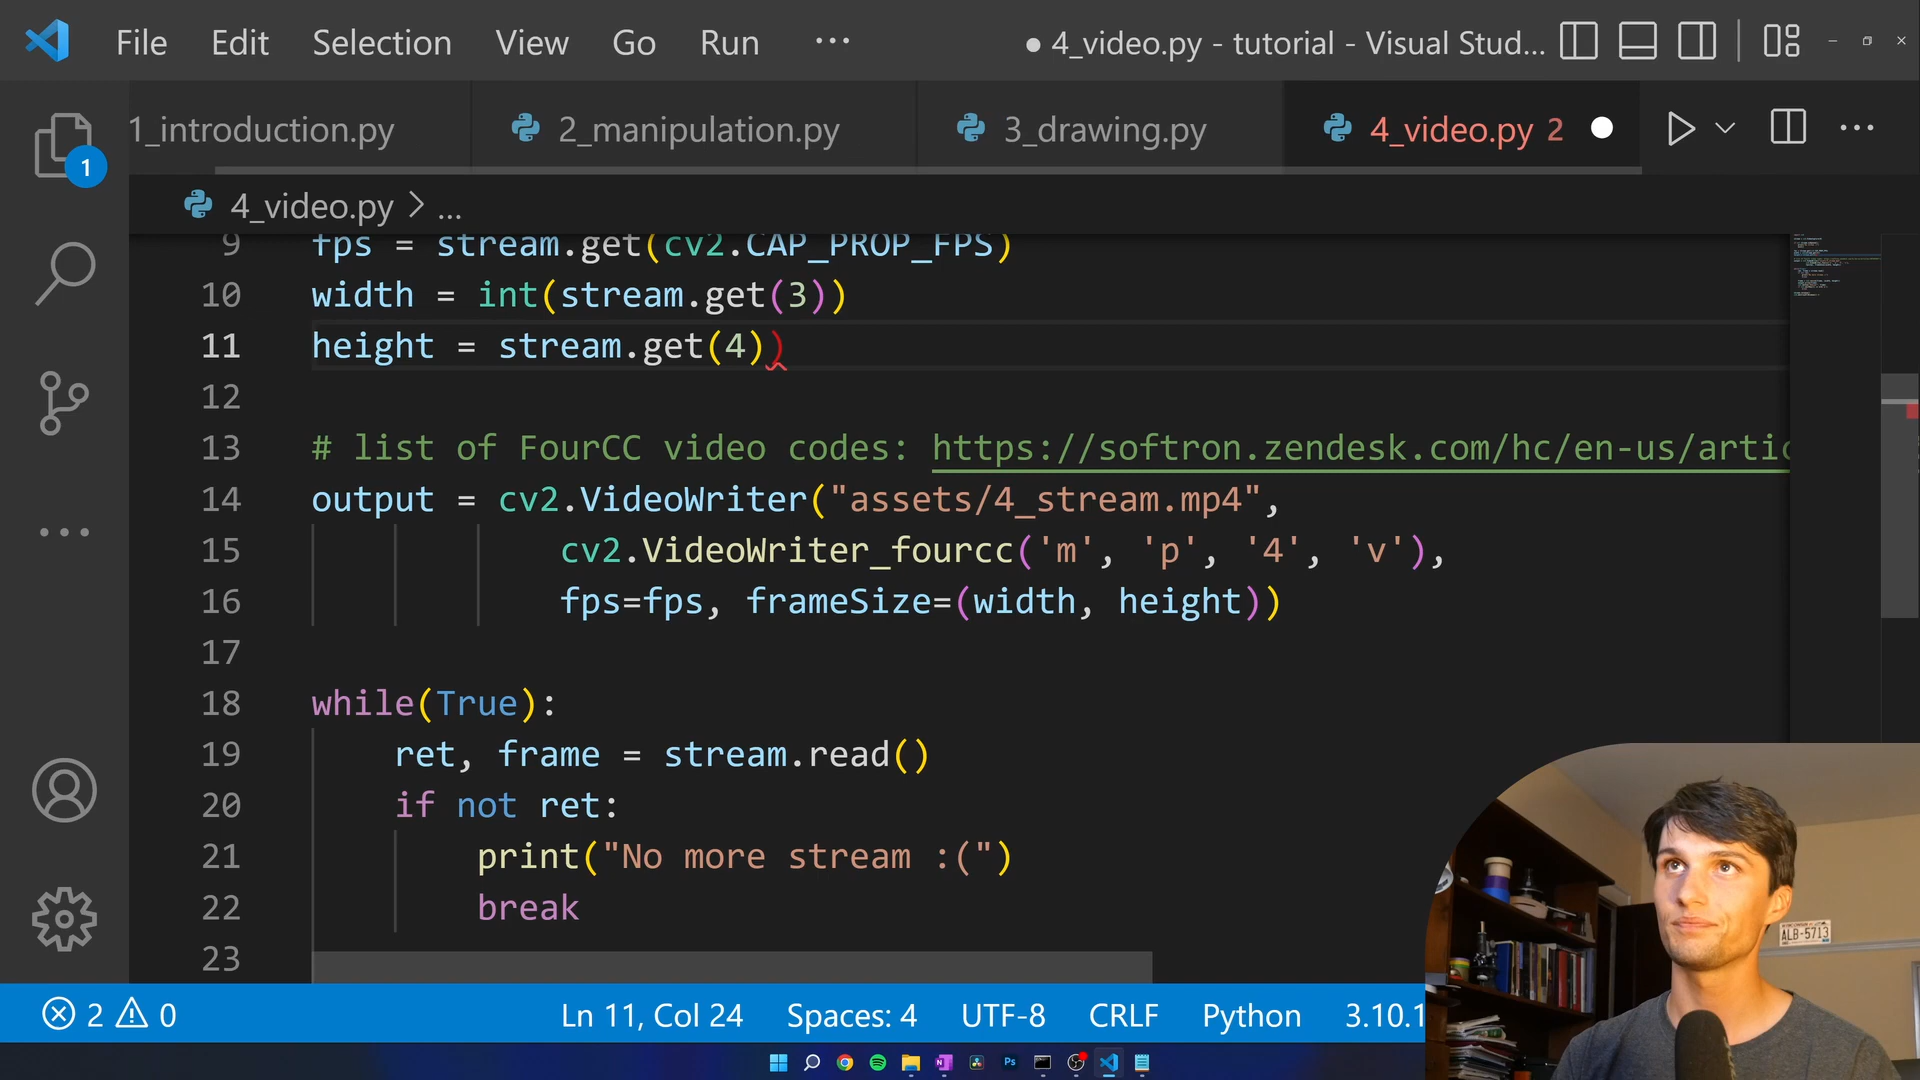 File Edit Selection View Go Run ···
● 4_video.py - tutorial - Visual Stud...
1_introduction.py 2_manipulation.py 3_drawing.py 4_video.py 2
1
4_video.py > ...
9 fps = stream.get(cv2.CAP_PROP_FPS)
10 width = int(stream.get(3))
11 height = stream.get(4))
12
13 # list of FourCC video codes: https://softron.zendesk.com/hc/en-us/artic
14 output = cv2.VideoWriter("assets/4_stream.mp4",
15 cv2.VideoWriter_fourcc('m', 'p', '4', 'v'),
16 fps=fps, frameSize=(width, height))
17
18 while(True):
19 ret, frame = stream.read()
20 if not ret:
21 print("No more stream :(")
22 break
23
ALB-5713
2 0 Ln 11, Col 24 Spaces: 4 UTF-8 CRLF Python 3.10.1
Ps